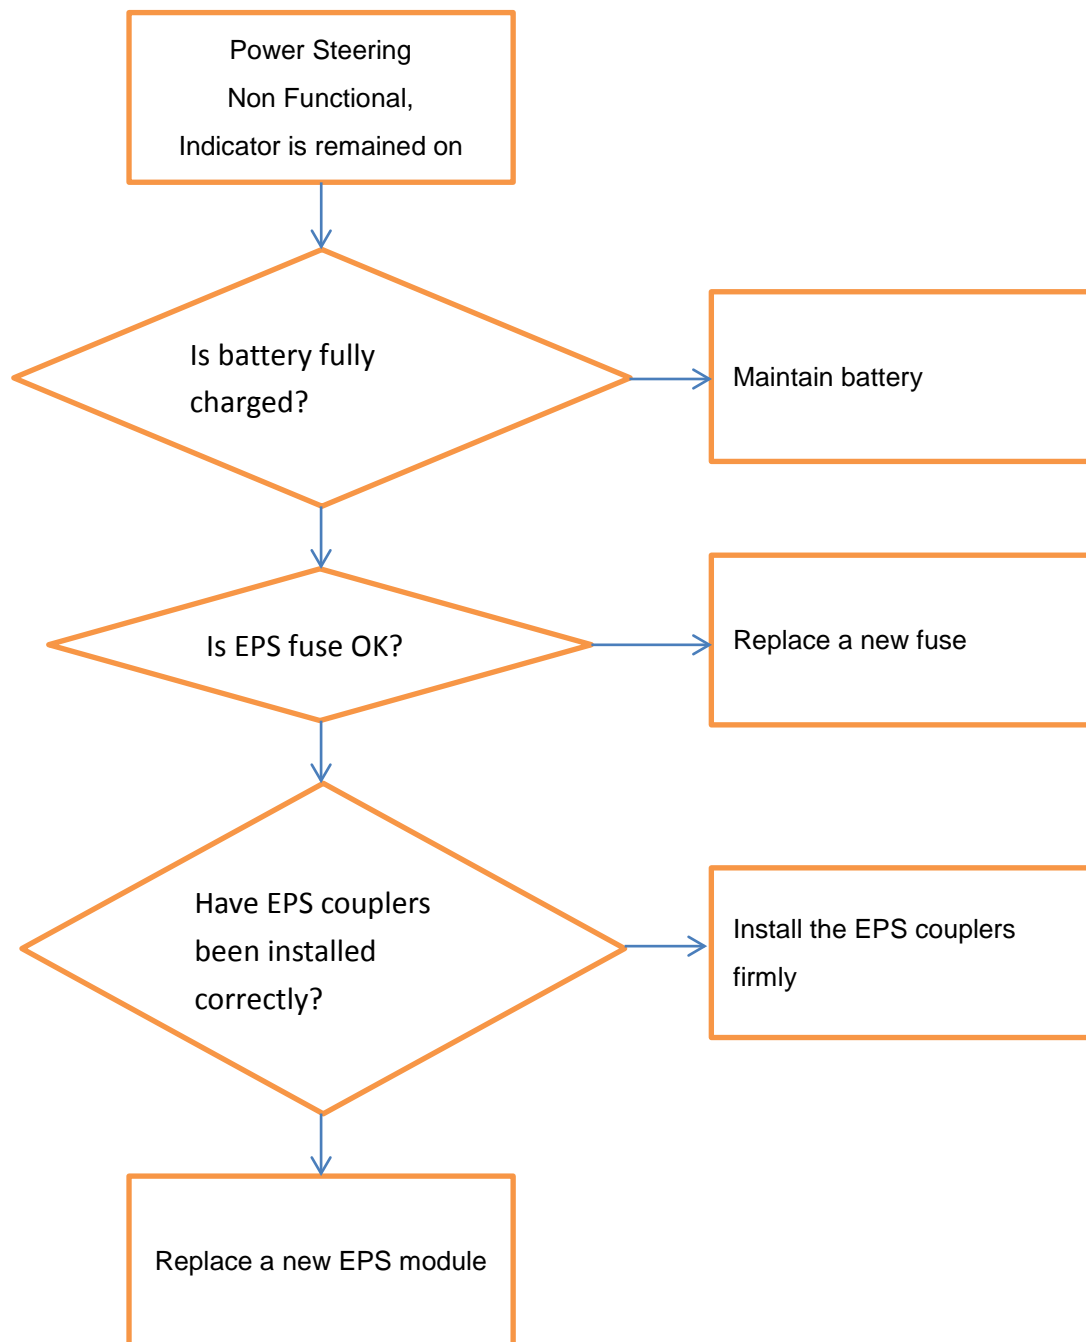 Power Steering
Non Functional,
Indicator is remained on
Is battery fully
charged?
Maintain battery
Is EPS fuse OK?
Replace a new fuse
Have EPS couplers
been installed
correctly?
Install the EPS couplers
firmly
Replace a new EPS module